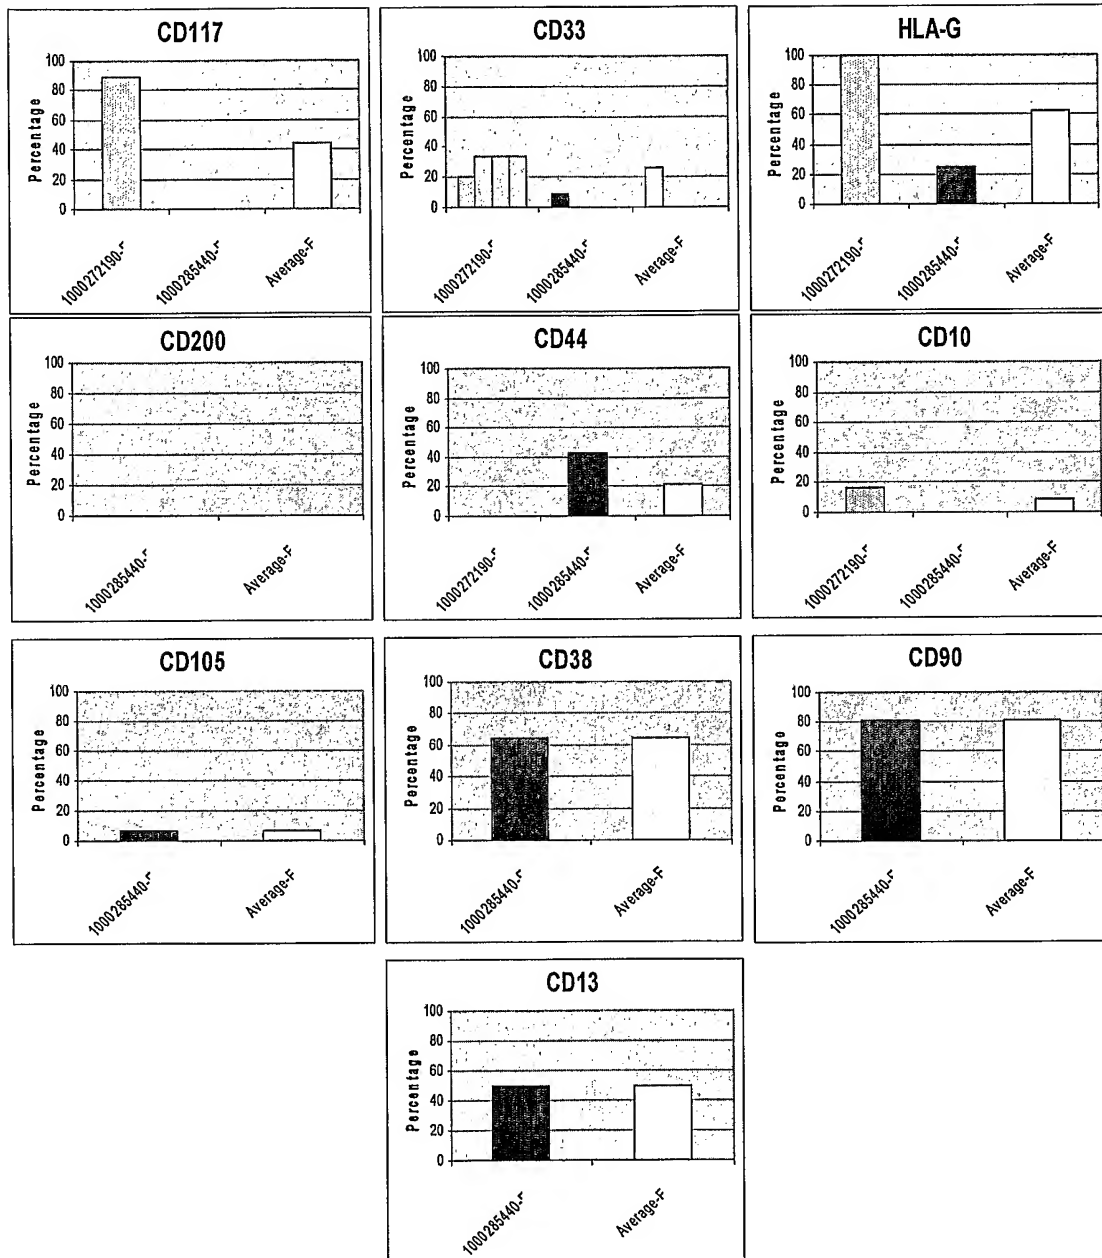 CD117
Percentage
100
80
60
40
20
0
1000272190-F
1000285440-F
Average-F
CD33
Percentage
100
80
60
40
20
0
1000272190-F
1000285440-F
Average-F
HLA-G
Percentage
100
80
60
40
20
0
1000272190-F
1000285440-F
Average-F
CD200
Percentage
100
80
60
40
20
0
1000285440-F
Average-F
CD44
Percentage
100
80
60
40
20
0
1000272190-F
1000285440-F
Average-F
CD10
Percentage
100
80
60
40
20
0
1000272190-F
1000285440-F
Average-F
CD105
Percentage
100
80
60
40
20
0
1000285440-F
Average-F
CD38
Percentage
100
80
60
40
20
0
1000285440-F
Average-F
CD90
Percentage
100
80
60
40
20
0
1000285440-F
Average-F
CD13
Percentage
100
80
60
40
20
0
1000285440-F
Average-F